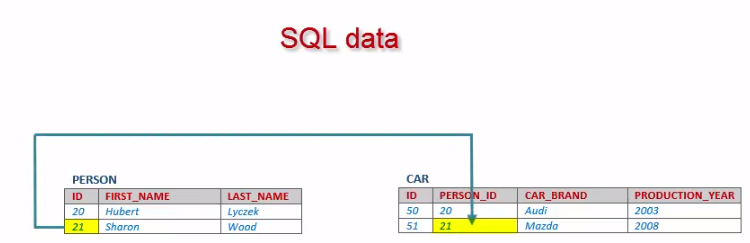 SQL data
PERSON
ID FIRST_NAME LAST_NAME
20 Hubert Lyczek
21 Sharon Wood
CAR
ID PERSON_ID CAR_BRAND PRODUCTION_YEAR
50 20 Audi 2003
51 21 Mazda 2008